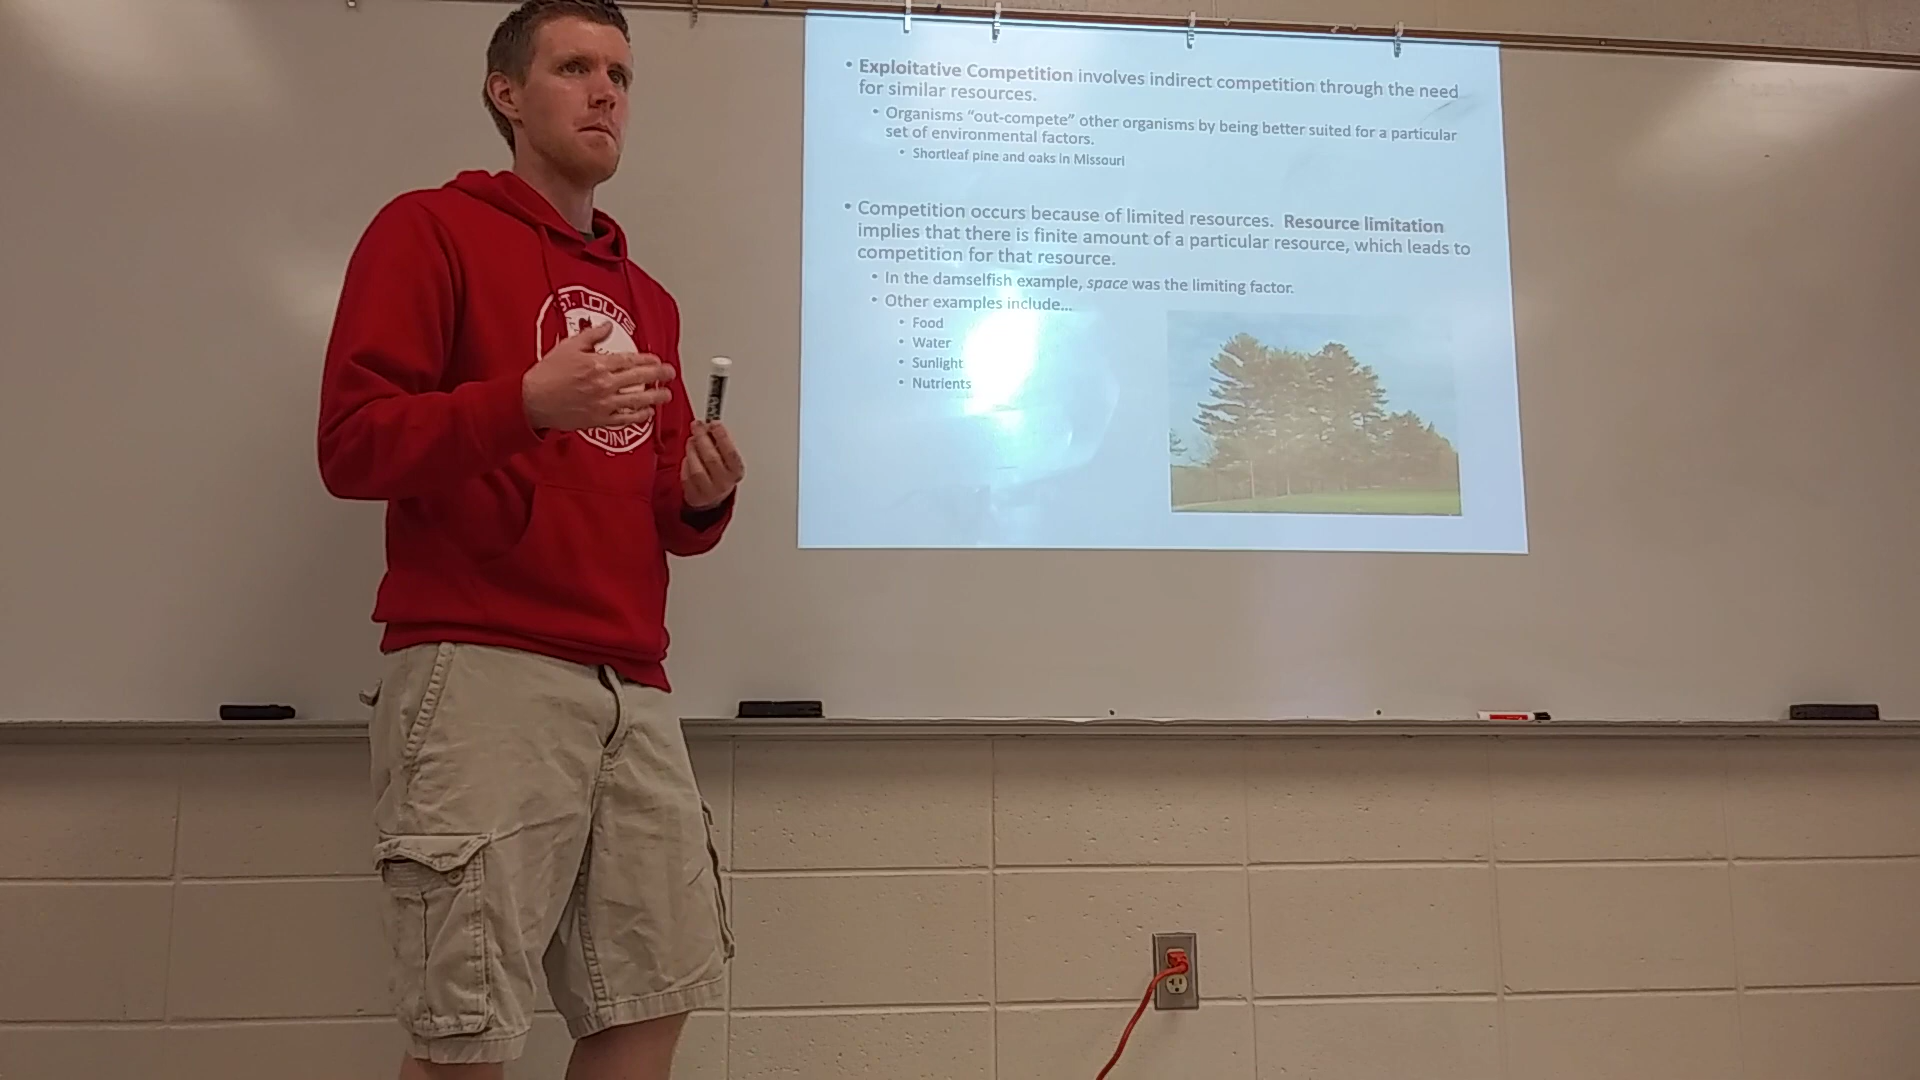 • Exploitative Competition involves indirect competition through the need
for similar resources.
• Organisms “out-compete” other organisms by being better suited for a particular
set of environmental factors.
• Shortleaf pine and oaks in Missouri
• Competition occurs because of limited resources. Resource limitation
implies that there is finite amount of a particular resource, which leads to
competition for that resource.
• In the damselfish example, space was the limiting factor.
• Other examples include...
• Food
• Water
• Sunlight
• Nutrients
ST. LOUIS